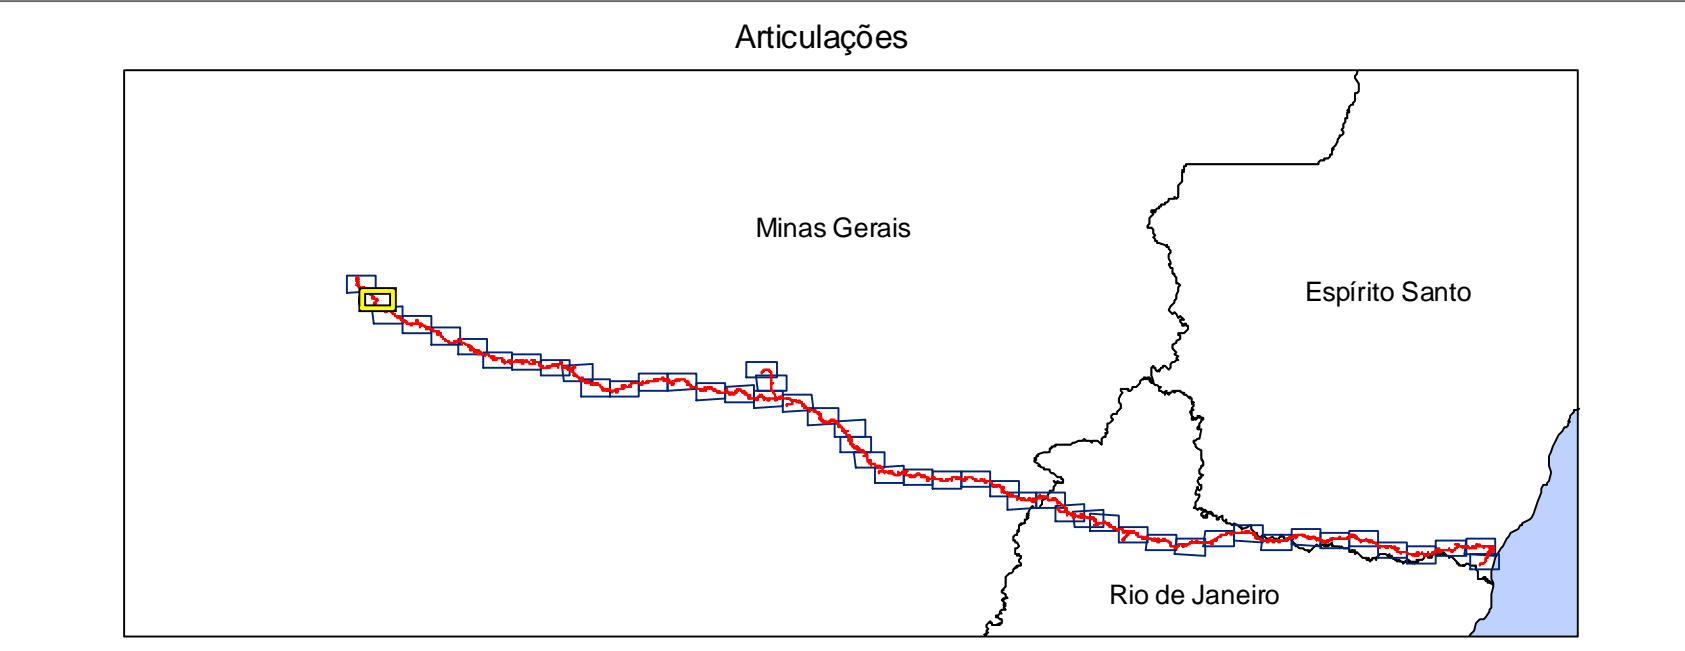 Articulações
Minas Gerais
Espírito Santo
Rio de Janeiro